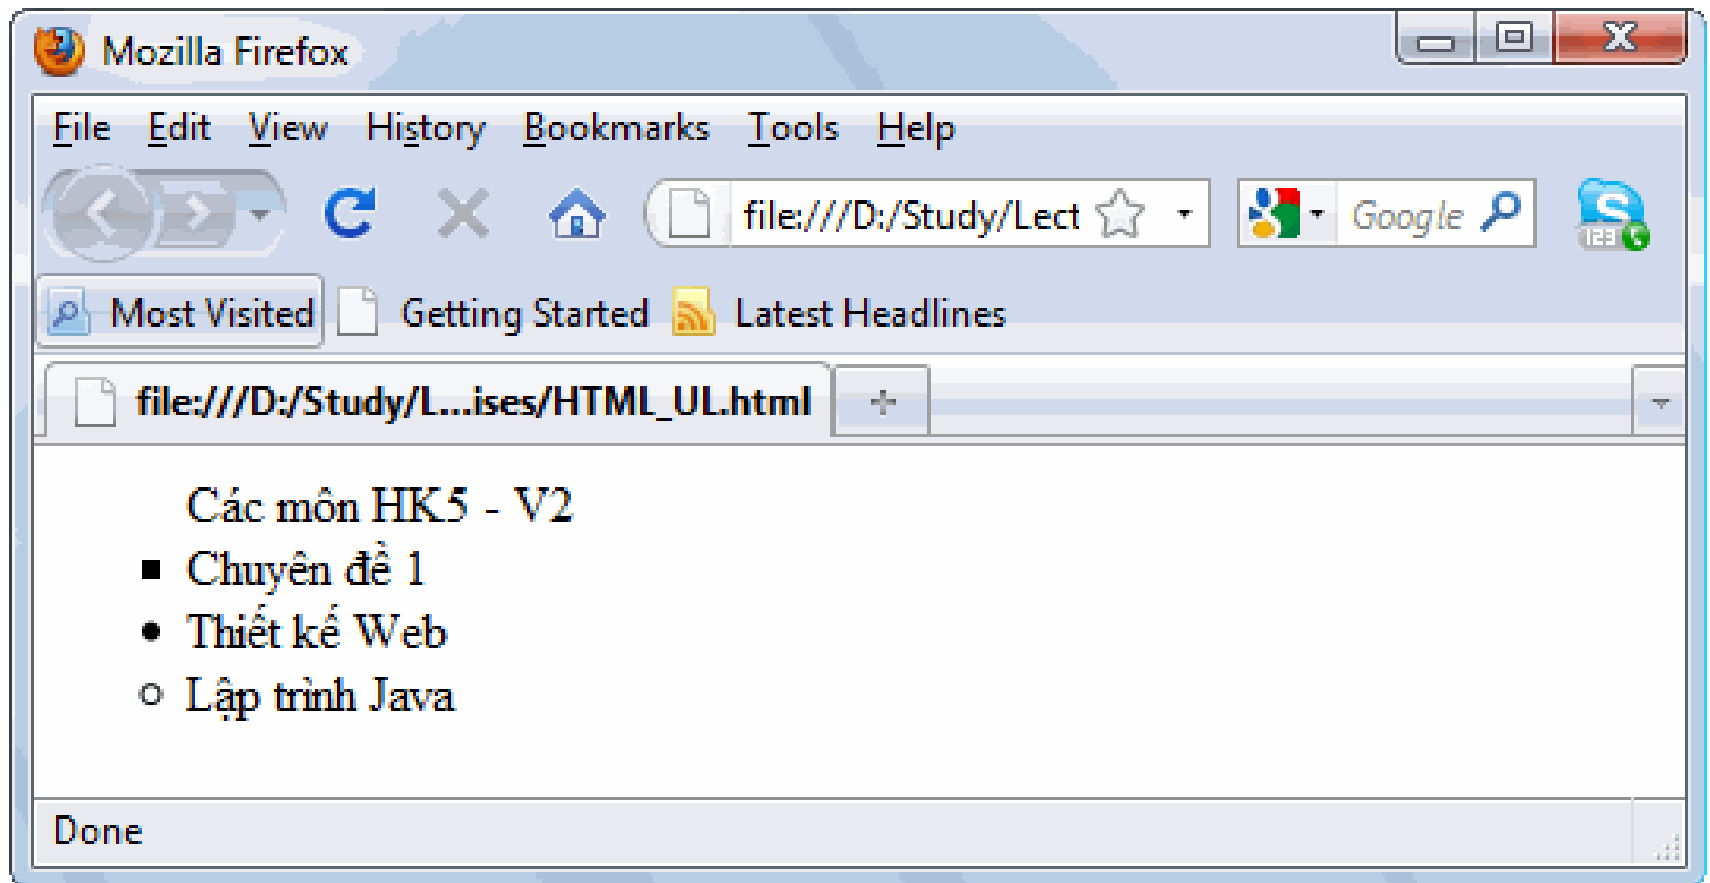 Mozilla Firefox
File Edit View History Bookmarks Tools Help
file:///D:/Study/Lect Google
Most Visited Getting Started Latest Headlines
file:///D:/Study/L...ises/HTML_UL.html
Các môn HK5 - V2
Chuyên đề 1
Thiết kế Web
Lập trình Java
Done